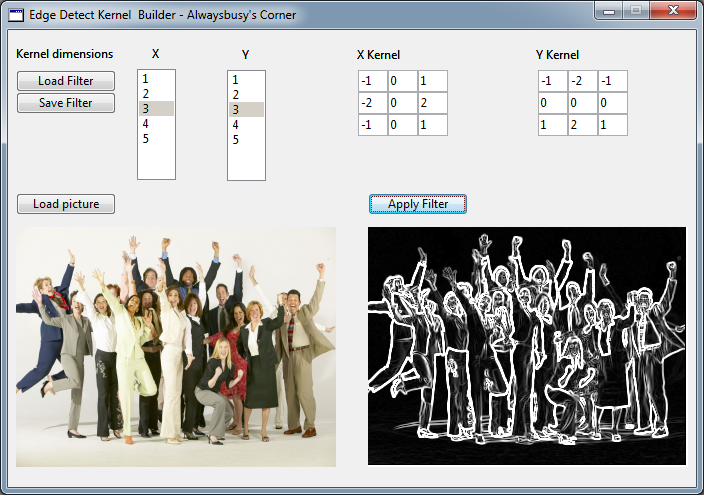 Edge Detect Kernel Builder - Alwaysbusy's Corner
Kernel dimensions X Y X Kernel Y Kernel
Load Filter
Save Filter
1
2
3
4
5
1
2
3
4
5
-1 0 1
-2 0 2
-1 0 1
-1 -2 -1
0 0 0
1 2 1
Load picture
Apply Filter